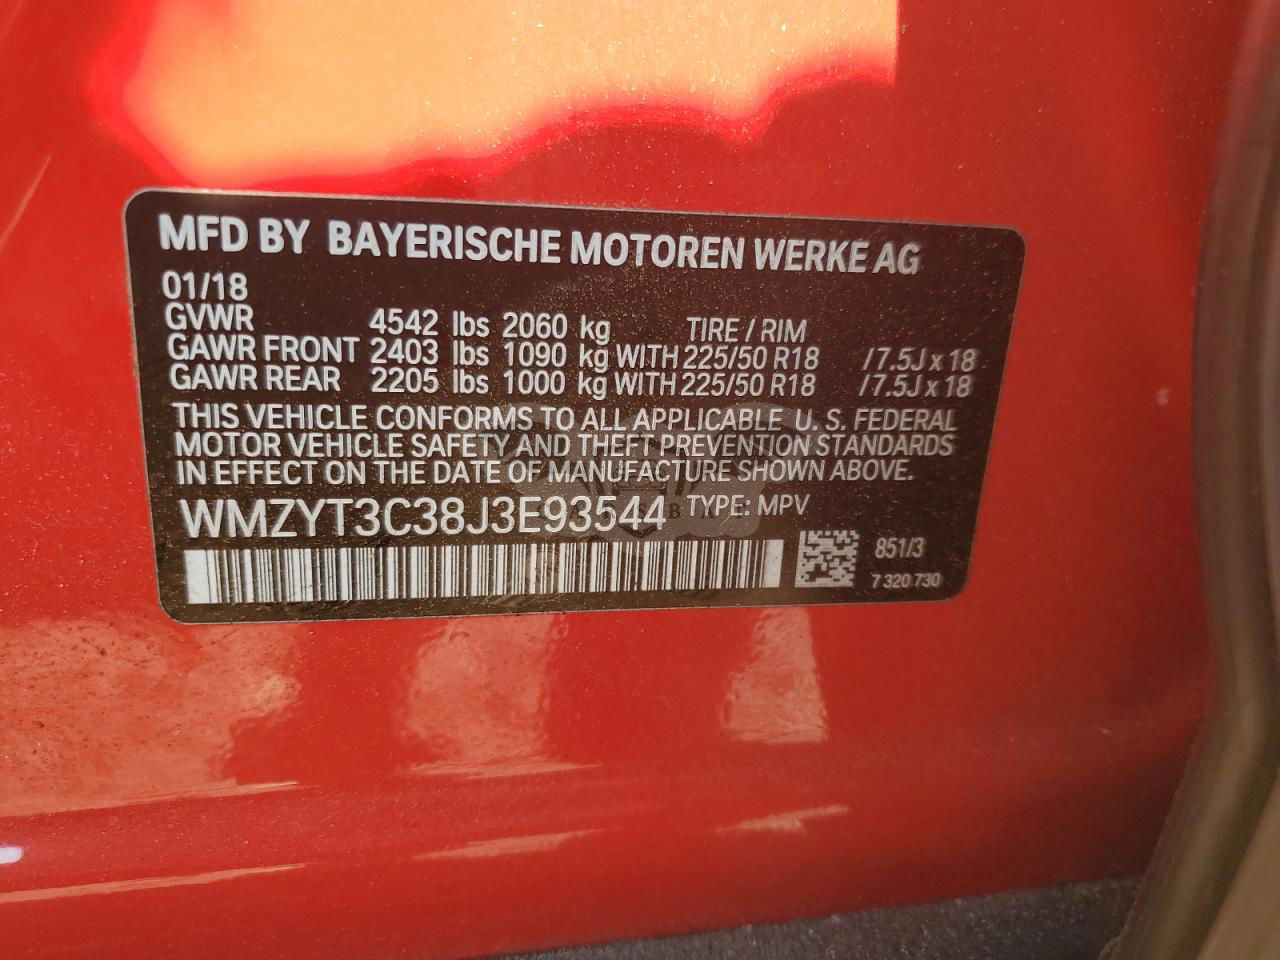 MFD BY BAYERISCHE MOTOREN WERKE AG
01/18
GVWR 4542 lbs 2060 kg TIRE / RIM
GAWR FRONT 2403 lbs 1090 kg WITH 225/50 R18 /7.5J x 18
GAWR REAR 2205 lbs 1000 kg WITH 225/50 R18 /7.5J x 18
THIS VEHICLE CONFORMS TO ALL APPLICABLE U. S. FEDERAL
MOTOR VEHICLE SAFETY AND THEFT PREVENTION STANDARDS
IN EFFECT ON THE DATE OF MANUFACTURE SHOWN ABOVE.
WMZYT3C38J3E93544 TYPE: MPV
851/3
7 320 730